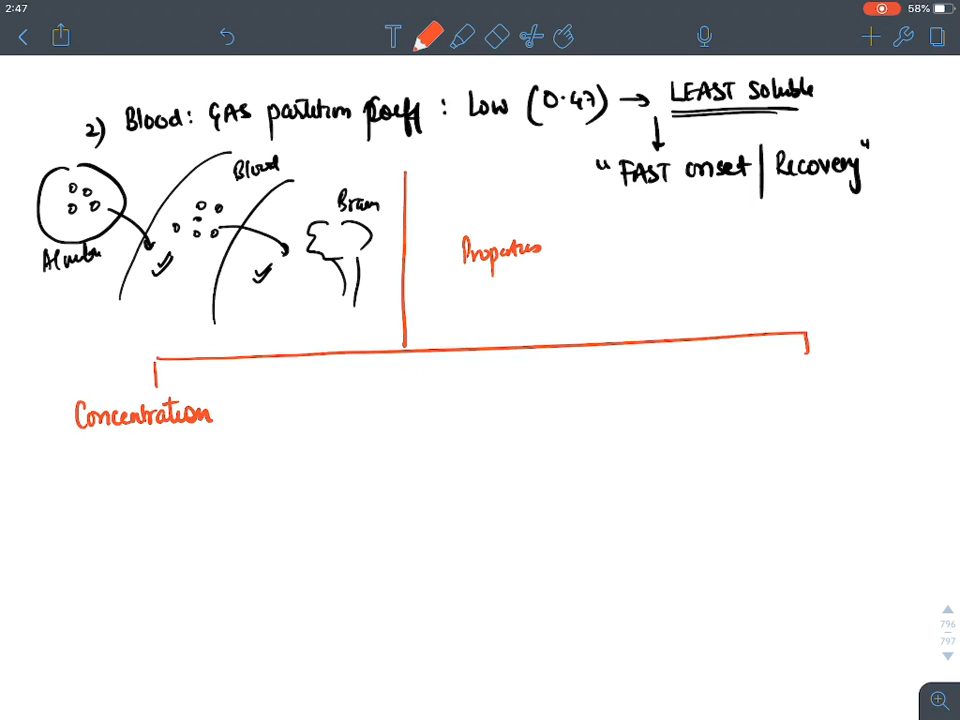 2:47
58%
T
2) Blood: GAS partition coeff : Low (0.47) → LEAST soluble
"FAST onset | Recovery"
Blood
Brain
Properties
Concentration
796
797